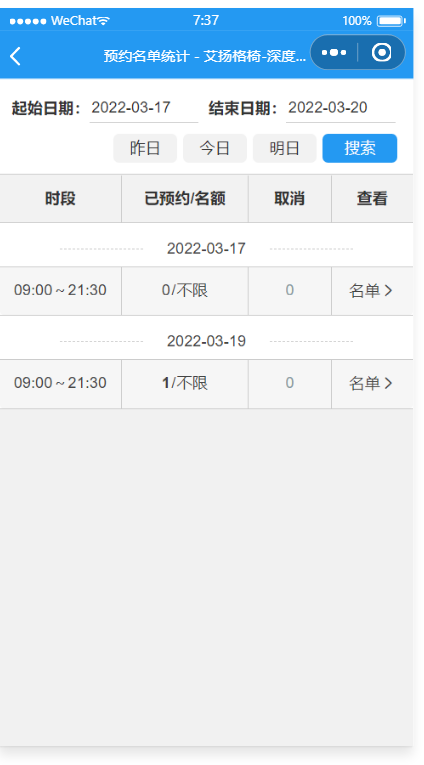 WeChat 7:37 100%
预约名单统计 - 艾扬格椅-深度...
起始日期: 2022-03-17 结束日期: 2022-03-20
昨日 今日 明日 搜索
时段 已预约/名额 取消 查看
2022-03-17
09:00～21:30 0/不限 0 名单
2022-03-19
09:00～21:30 1/不限 0 名单